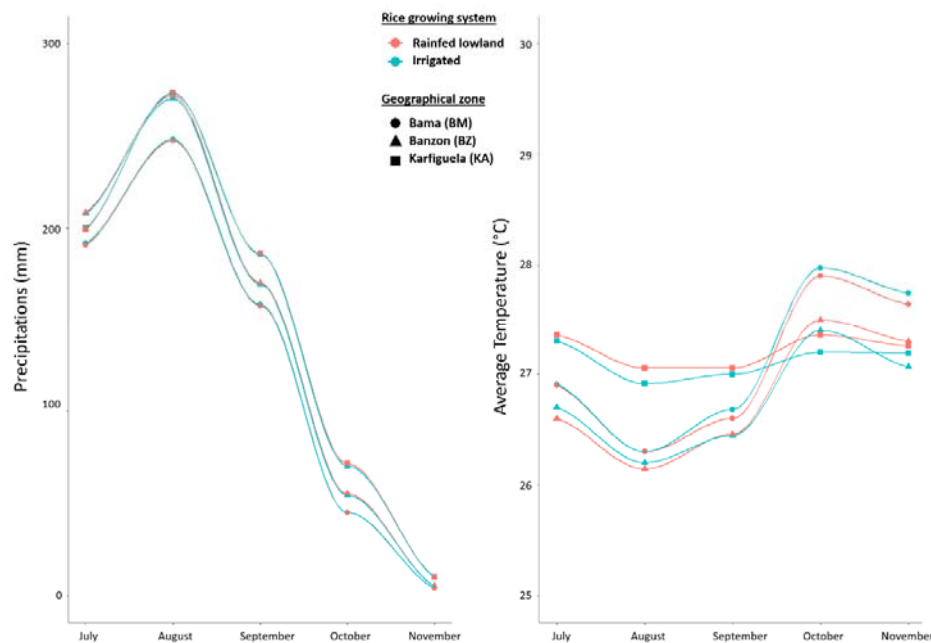 Rice growing system
Rainfed lowland
Irrigated
Geographical zone
Bama (BM)
Banzon (BZ)
Karfiguela (KA)
Precipitations (mm)
300
200
100
0
July August September October November
Average Temperature (°C)
30
29
28
27
26
25
July August September October November